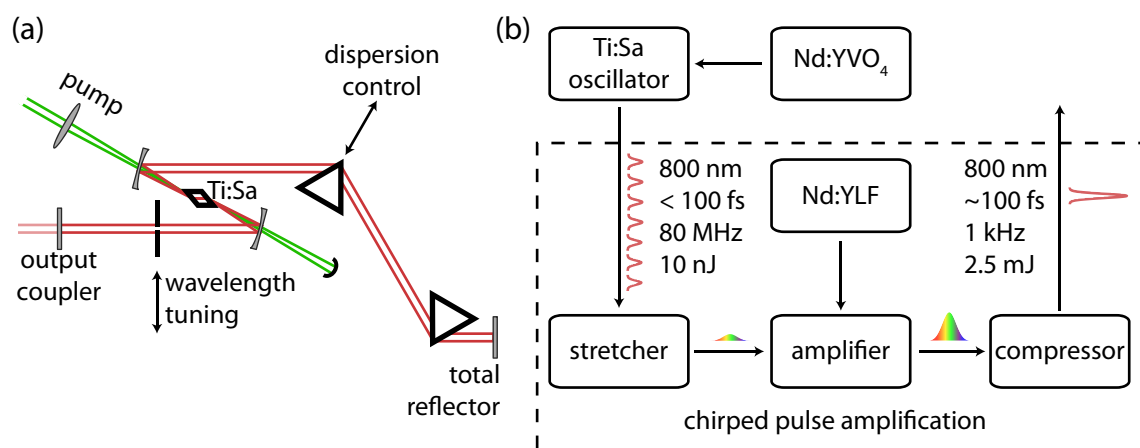 (a)
pump
dispersion
control
Ti:Sa
output
coupler
wavelength
tuning
total
reflector
(b)
Ti:Sa
oscillator
Nd:YVO₄
800 nm
< 100 fs
80 MHz
10 nJ
Nd:YLF
800 nm
~100 fs
1 kHz
2.5 mJ
stretcher
amplifier
compressor
chirped pulse amplification